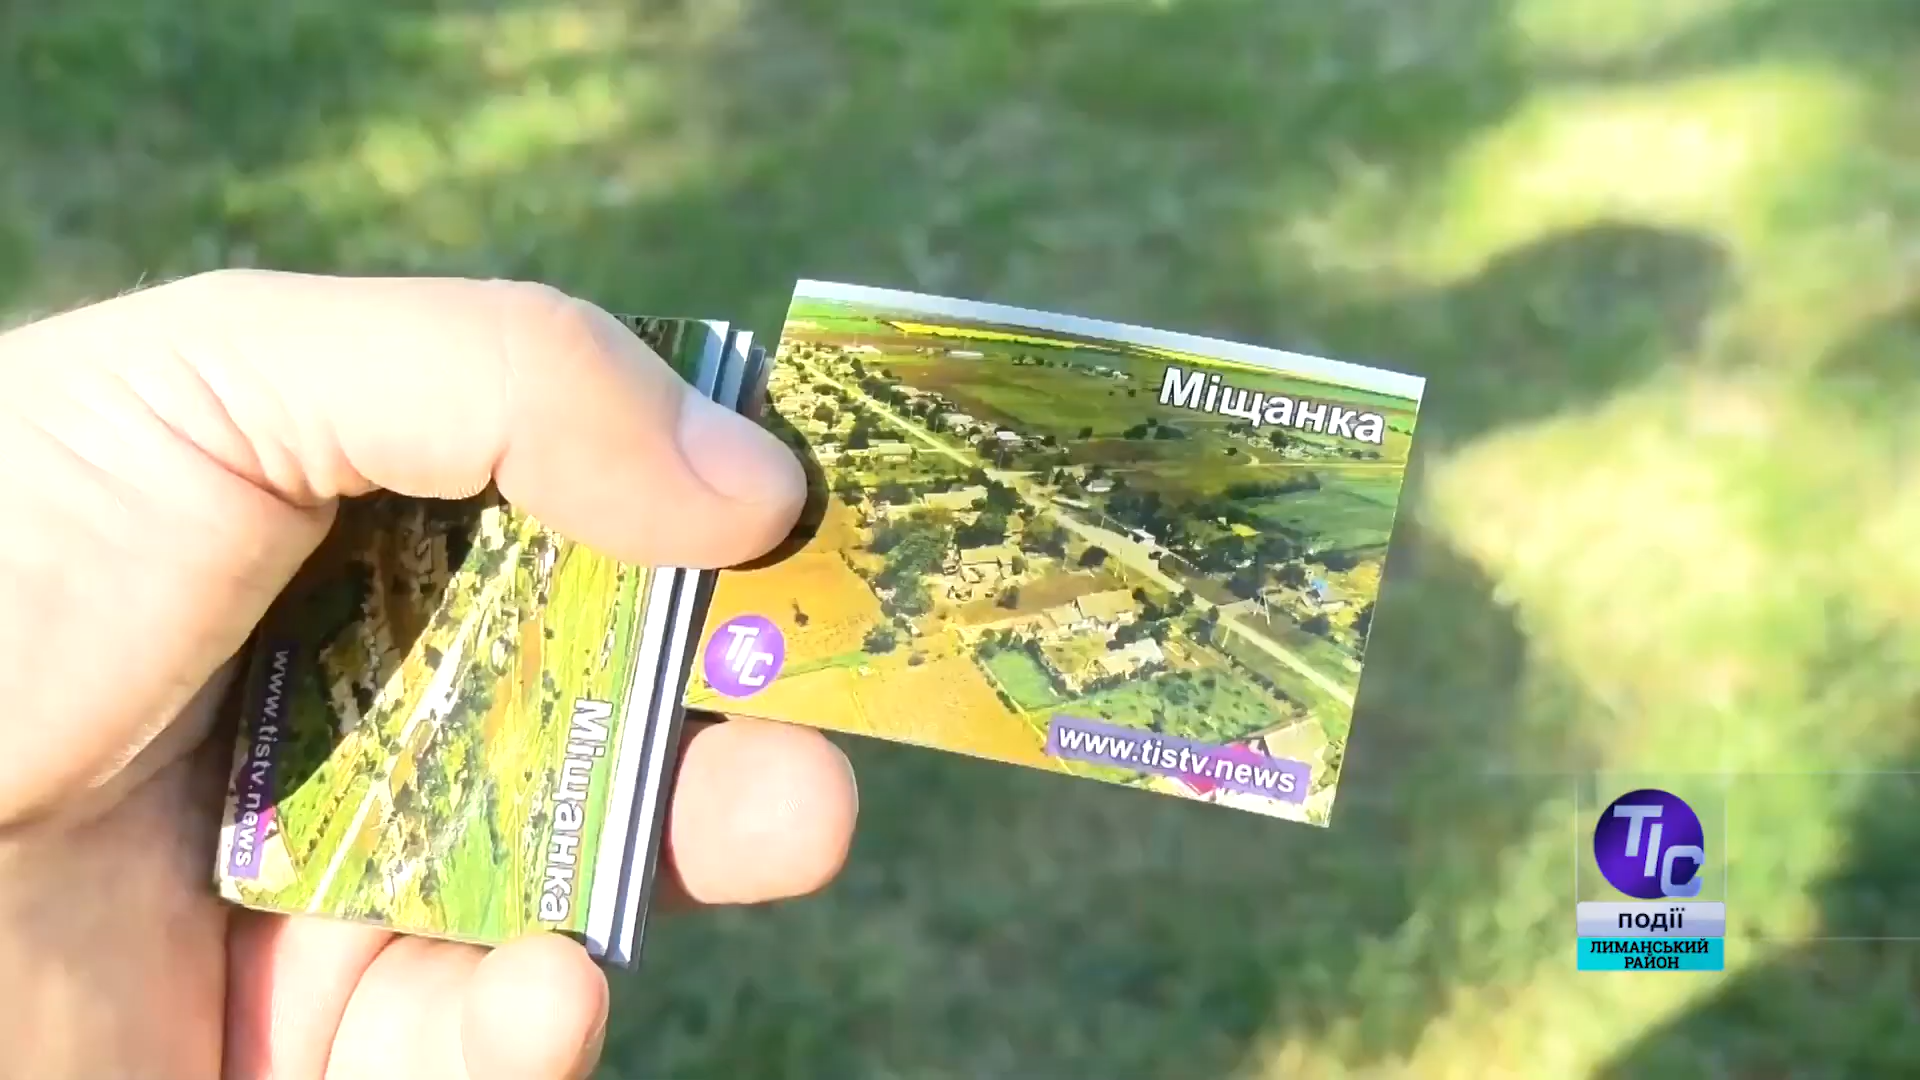 Міщанка
ТІС
www.tistv.news
www.tistv.news
Міщанка
ТІС
події
ЛИМАНСЬКИЙ
РАЙОН